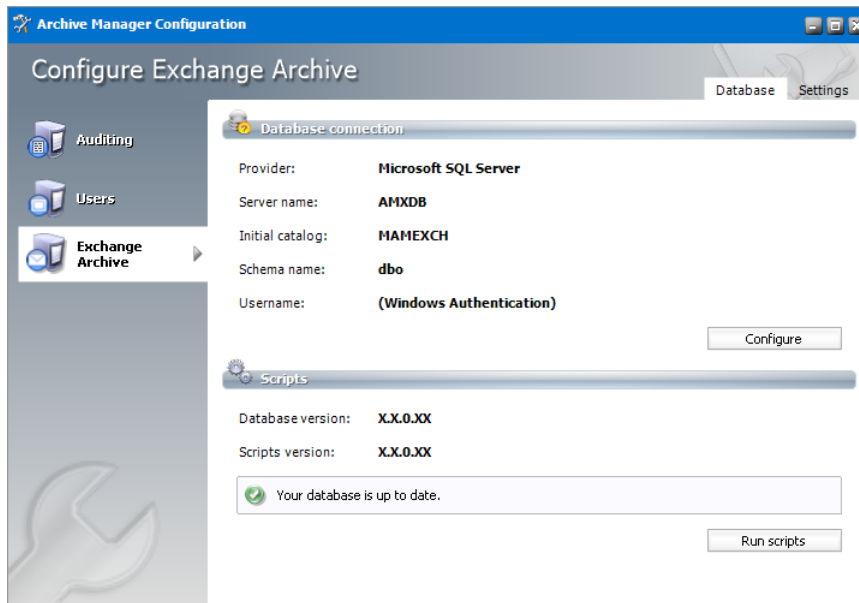 Archive Manager Configuration
Configure Exchange Archive
Database Settings
Auditing
Users
Exchange
Archive
Database connection
Provider: Microsoft SQL Server
Server name: AMXDB
Initial catalog: MAMEXCH
Schema name: dbo
Username: (Windows Authentication)
Configure
Scripts
Database version: X.X.0.XX
Scripts version: X.X.0.XX
Your database is up to date.
Run scripts